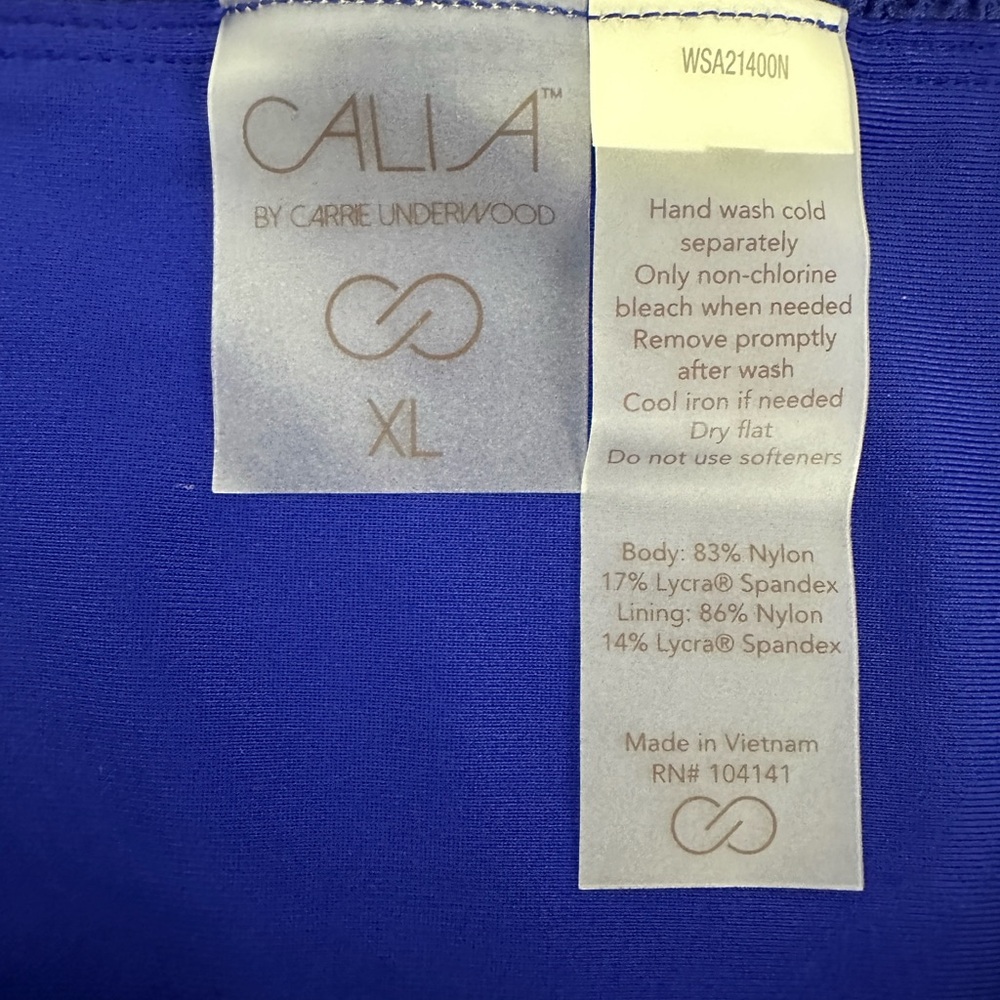 CALIA™
BY CARRIE UNDERWOOD
XL
WSA21400N
Hand wash cold
separately
Only non-chlorine
bleach when needed
Remove promptly
after wash
Cool iron if needed
Dry flat
Do not use softeners
Body: 83% Nylon
17% Lycra® Spandex
Lining: 86% Nylon
14% Lycra® Spandex
Made in Vietnam
RN# 104141